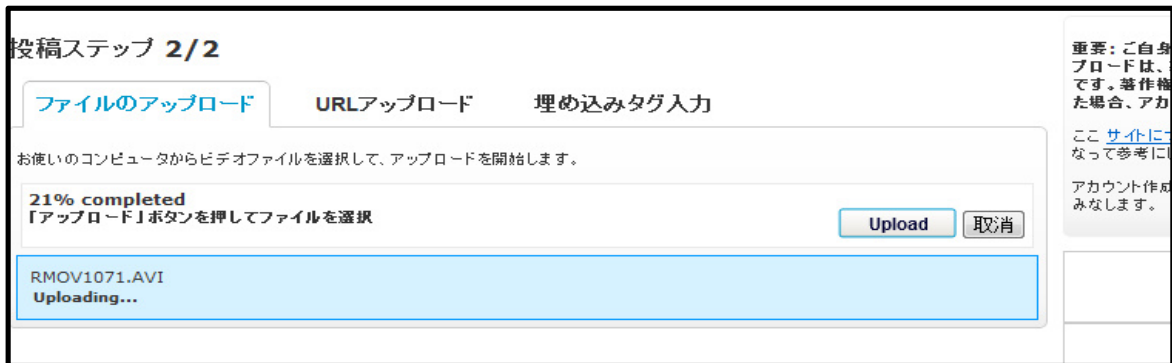 投稿ステップ 2/2
ファイルのアップロード
URLアップロード
埋め込みタグ入力
お使いのコンピュータからビデオファイルを選択して、アップロードを開始します。
21% completed
「アップロード」ボタンを押してファイルを選択
Upload
取消
RMOV1071.AVI
Uploading...
重要: ご自身
プロードは、
です。著作権
た場合、アカ
ここ サイトに
なって参考に
アカウント作成
みなします。